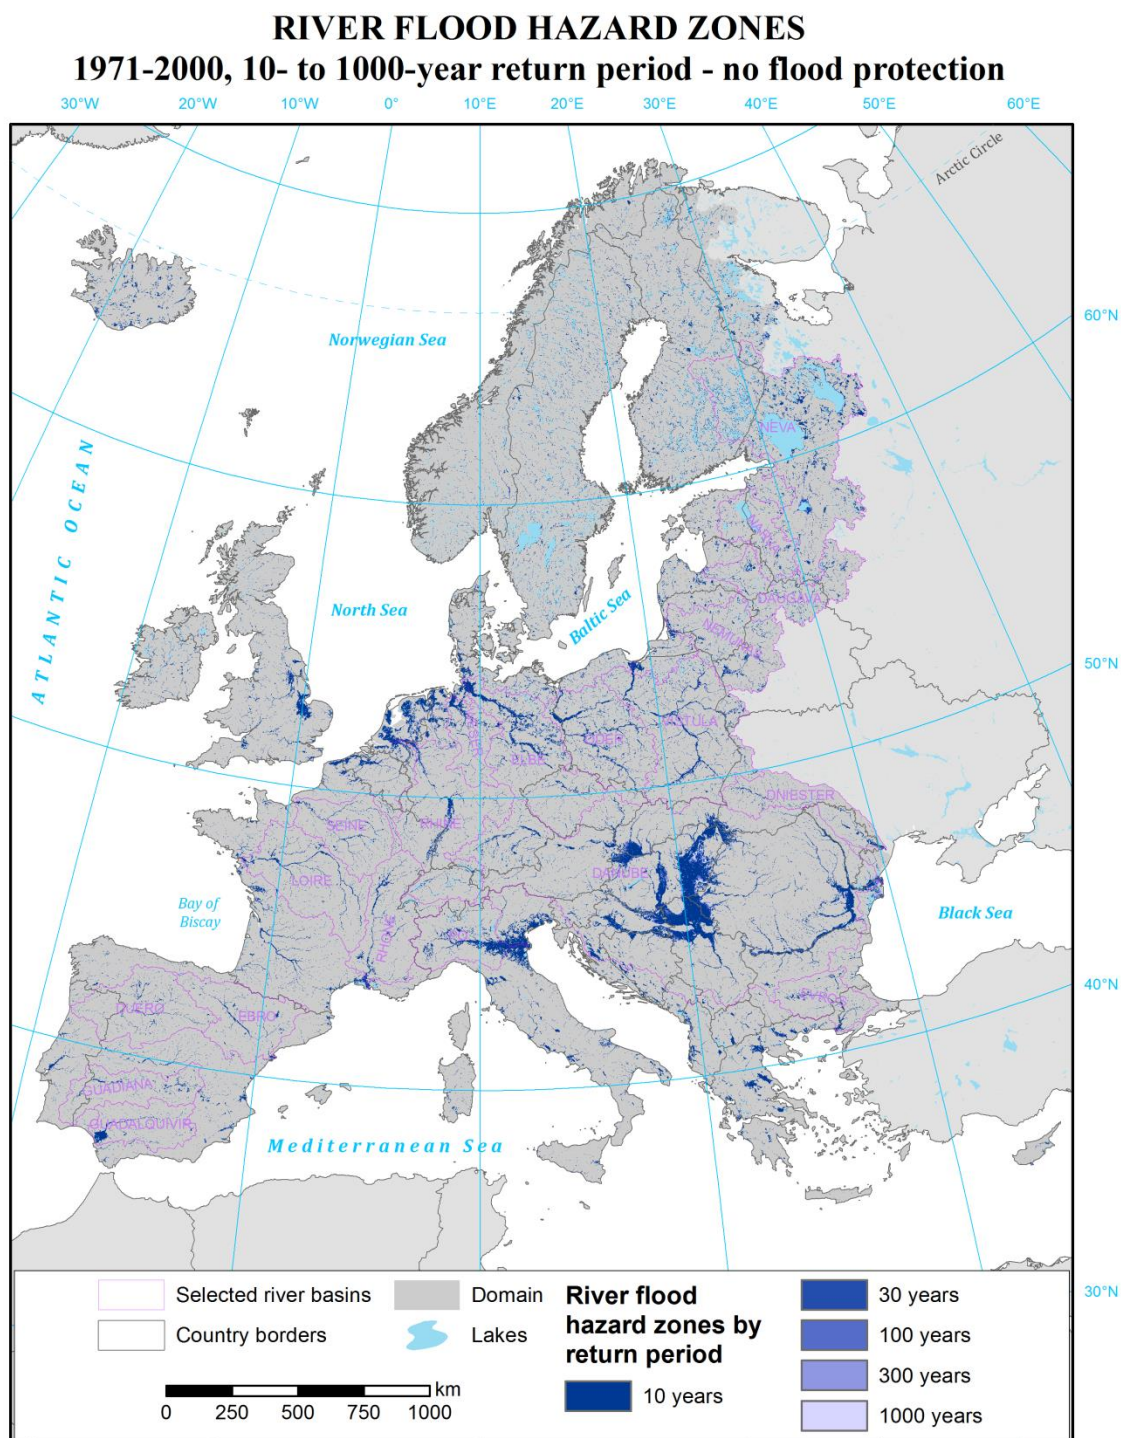 RIVER FLOOD HAZARD ZONES
1971-2000, 10- to 1000-year return period - no flood protection
30°W 20°W 10°W 0° 10°E 20°E 30°E 40°E 50°E 60°E
Arctic Circle
60°N
Norwegian Sea
NEVA
ATLANTIC OCEAN
NARVA
North Sea
Baltic Sea
DAUGAVA
NEMUNAS
50°N
WESER
VISTULA
ODER
ELBE
DNIESTER
SEINE
RHINE
DANUBE
LOIRE
Bay of
Biscay
Black Sea
RHONE
PO
40°N
DUERO
EBRO
EVROS
GUADIANA
GUADALQUIVIR
Mediterranean Sea
30°N
Selected river basins
Country borders
Domain
Lakes
km
0 250 500 750 1000
River flood
hazard zones by
return period
10 years
30 years
100 years
300 years
1000 years